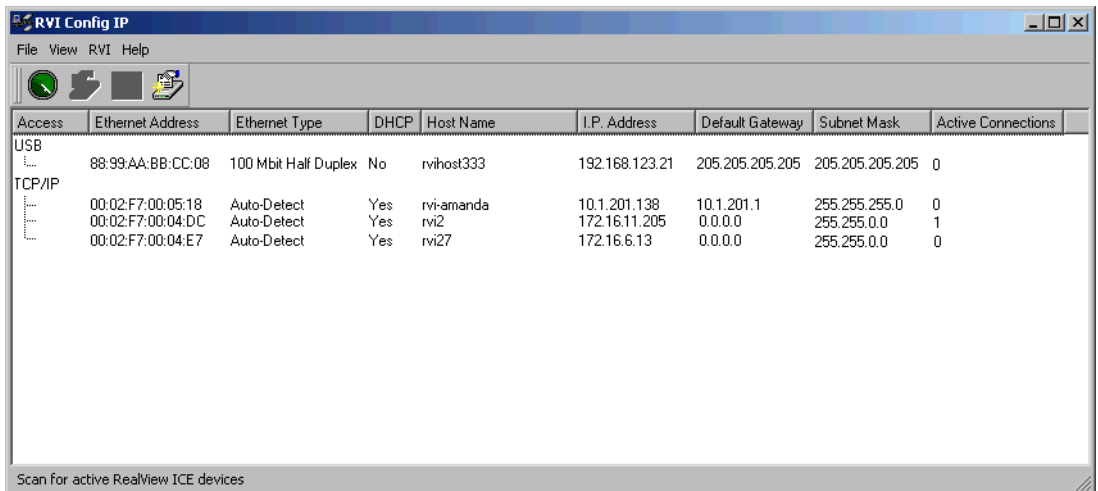 RVI Config IP
File View RVI Help
Access Ethernet Address Ethernet Type DHCP Host Name I.P. Address Default Gateway Subnet Mask Active Connections
USB
88:99:AA:BB:CC:08 100 Mbit Half Duplex No rvihost333 192.168.123.21 205.205.205.205 205.205.205.205 0
TCP/IP
00:02:F7:00:05:18 Auto-Detect Yes rvi-amanda 10.1.201.138 10.1.201.1 255.255.255.0 0
00:02:F7:00:04:DC Auto-Detect Yes rvi2 172.16.11.205 0.0.0.0 255.255.0.0 1
00:02:F7:00:04:E7 Auto-Detect Yes rvi27 172.16.6.13 0.0.0.0 255.255.0.0 0
Scan for active RealView ICE devices